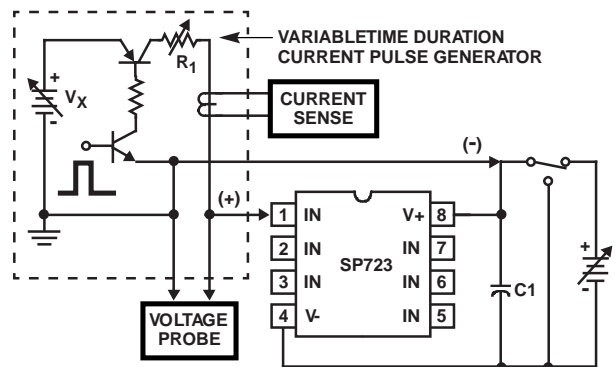 VARIABLETIME DURATION
CURRENT PULSE GENERATOR
R1
+
VX
-
CURRENT
SENSE
(-)
(+)
1 IN V+ 8
2 IN IN 7
SP723
3 IN IN 6
4 V- IN 5
C1
+
-
VOLTAGE
PROBE